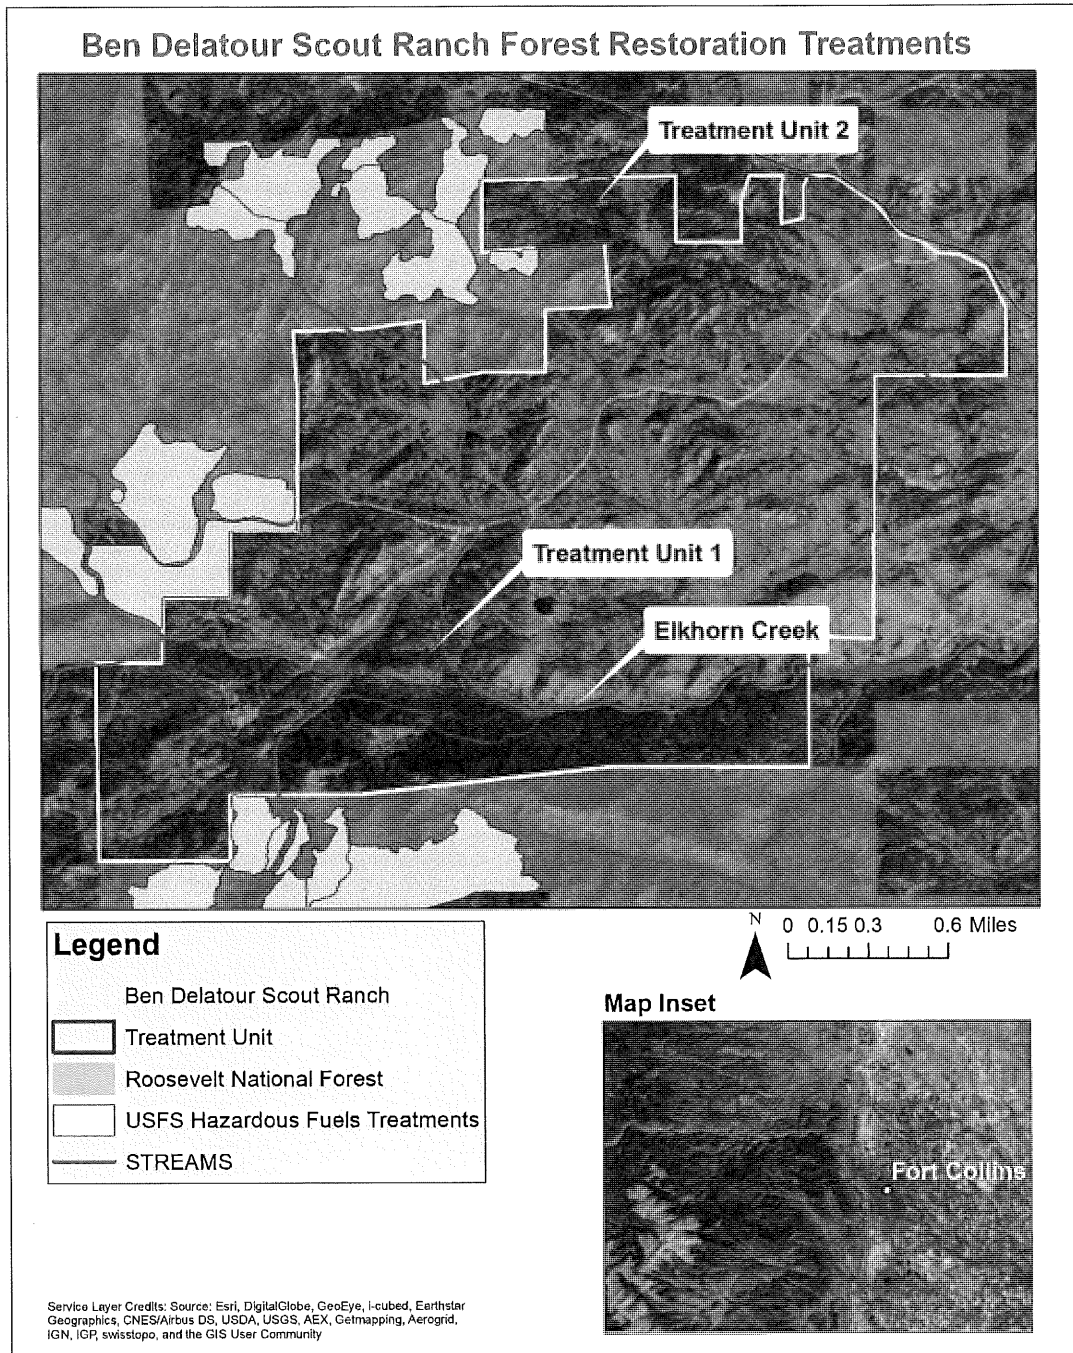 Ben Delatour Scout Ranch Forest Restoration Treatments
Treatment Unit 2
Treatment Unit 1
Elkhorn Creek
N
0 0.15 0.3 0.6 Miles
Legend
Ben Delatour Scout Ranch
Treatment Unit
Roosevelt National Forest
USFS Hazardous Fuels Treatments
STREAMS
Map Inset
Fort Collins
Service Layer Credits: Source: Esri, DigitalGlobe, GeoEye, i-cubed, Earthstar
Geographics, CNES/Airbus DS, USDA, USGS, AEX, Getmapping, Aerogrid,
IGN, IGP, swisstopo, and the GIS User Community